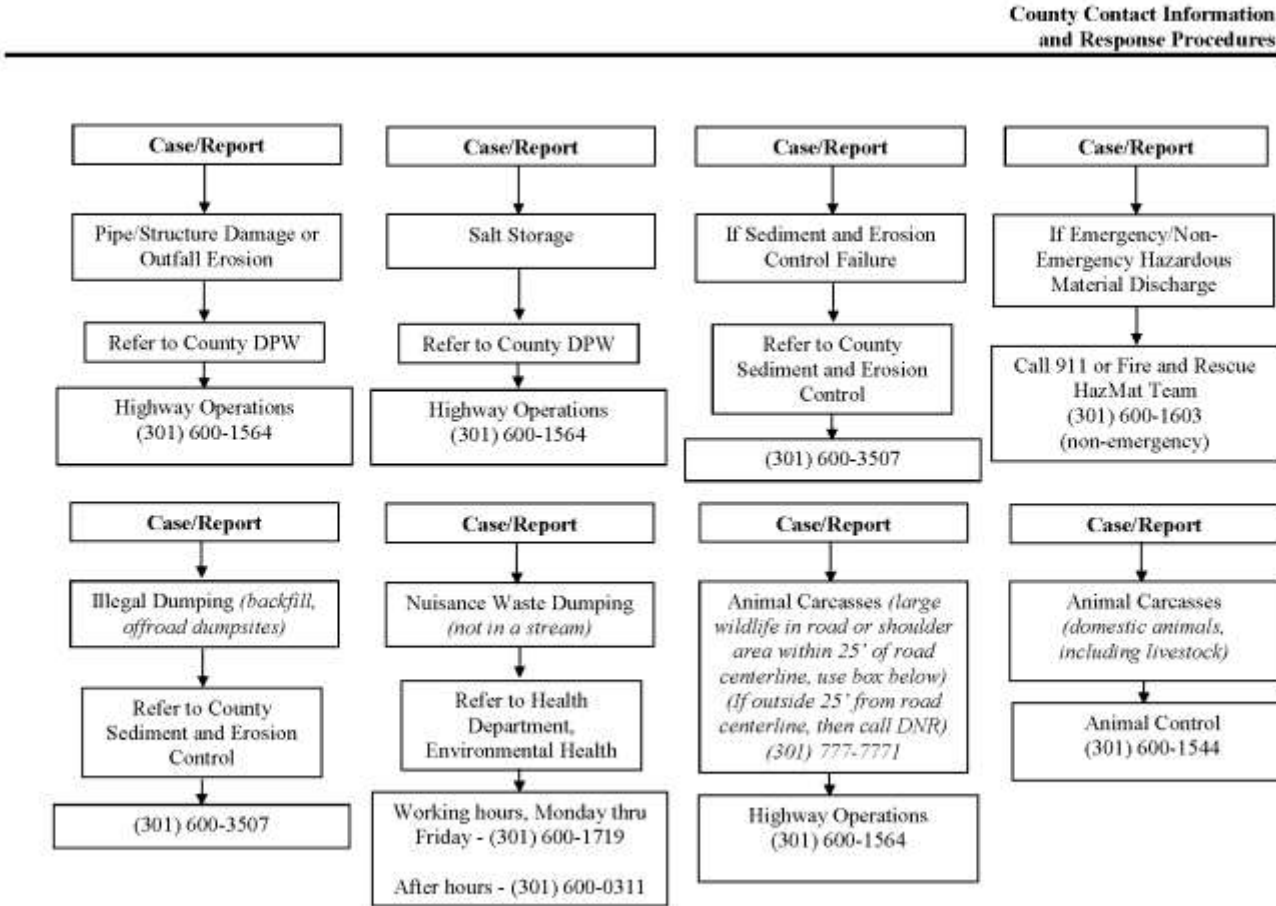 County Contact Information
and Response Procedures
Case/Report
Pipe/Structure Damage or
Outfall Erosion
Refer to County DPW
Highway Operations
(301) 600-1564
Case/Report
Salt Storage
Refer to County DPW
Highway Operations
(301) 600-1564
Case/Report
If Sediment and Erosion
Control Failure
Refer to County
Sediment and Erosion
Control
(301) 600-3507
Case/Report
If Emergency/Non-
Emergency Hazardous
Material Discharge
Call 911 or Fire and Rescue
HazMat Team
(301) 600-1603
(non-emergency)
Case/Report
Illegal Dumping (backfill,
offroad dumpsites)
Refer to County
Sediment and Erosion
Control
(301) 600-3507
Case/Report
Nuisance Waste Dumping
(not in a stream)
Refer to Health
Department,
Environmental Health
Working hours, Monday thru
Friday - (301) 600-1719
After hours - (301) 600-0311
Case/Report
Animal Carcasses (large
wildlife in road or shoulder
area within 25' of road
centerline, use box below)
(If outside 25' from road
centerline, then call DNR)
(301) 777-7771
Highway Operations
(301) 600-1564
Case/Report
Animal Carcasses
(domestic animals,
including livestock)
Animal Control
(301) 600-1544